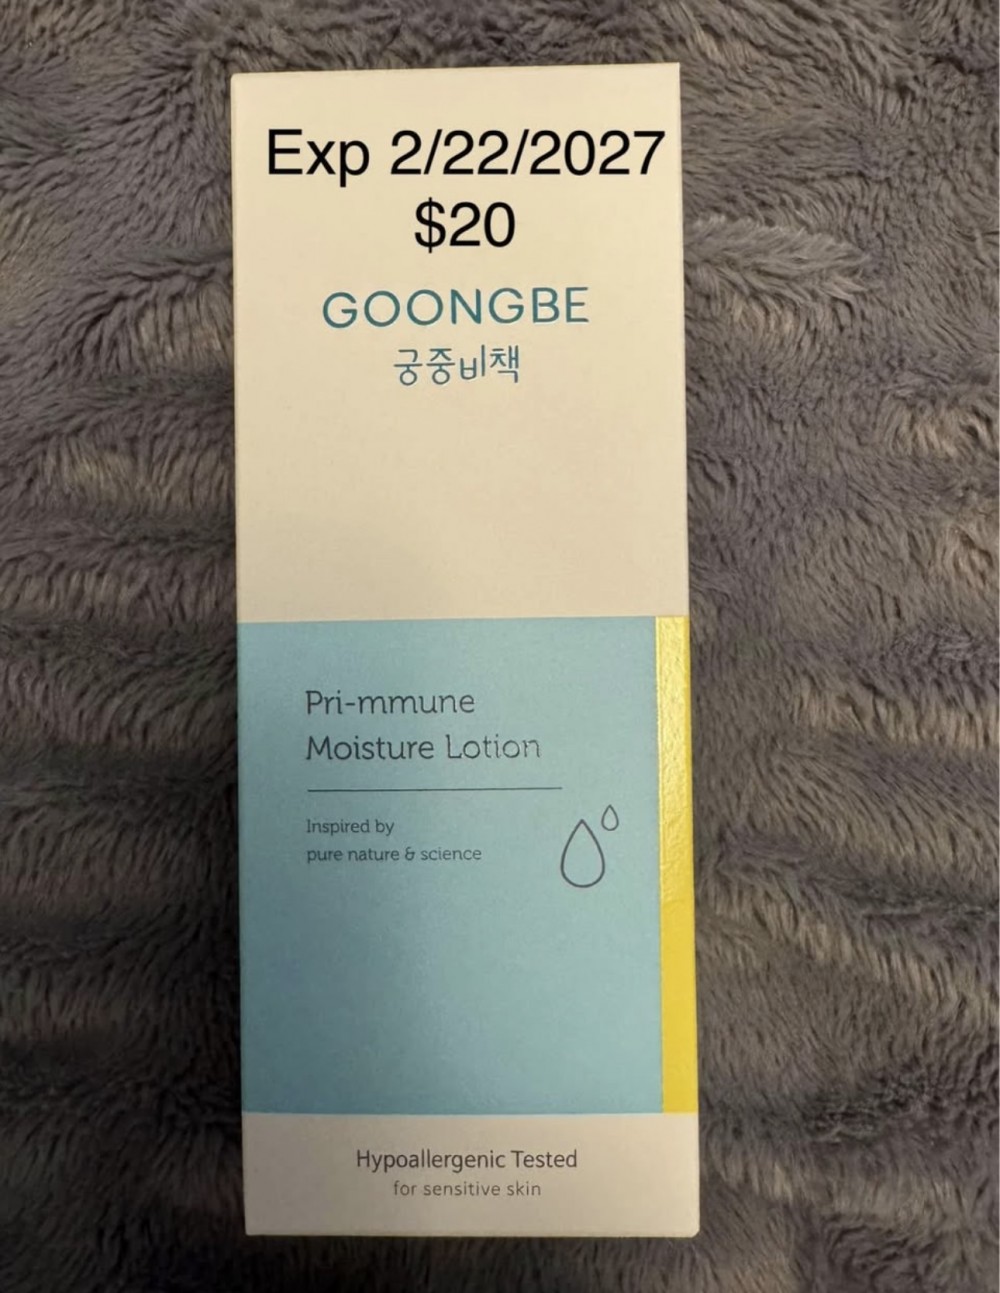 Exp 2/22/2027
$20
GOONGBE
궁중비책
Pri-mmune
Moisture Lotion
Inspired by
pure nature & science
Hypoallergenic Tested
for sensitive skin